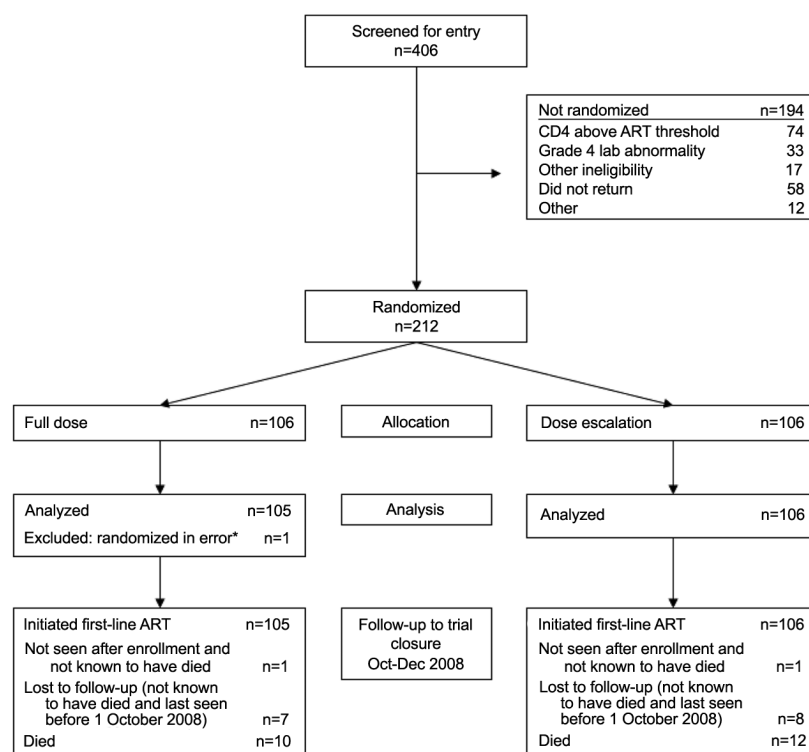 Screened for entry
n=406
Not randomized n=194
CD4 above ART threshold 74
Grade 4 lab abnormality 33
Other ineligibility 17
Did not return 58
Other 12
Randomized
n=212
Full dose n=106
Allocation
Dose escalation n=106
Analyzed n=105
Excluded: randomized in error* n=1
Analysis
Analyzed n=106
Initiated first-line ART n=105
Not seen after enrollment and
not known to have died n=1
Lost to follow-up (not known
to have died and last seen
before 1 October 2008) n=7
Died n=10
Follow-up to trial
closure
Oct-Dec 2008
Initiated first-line ART n=106
Not seen after enrollment and
not known to have died n=1
Lost to follow-up (not known
to have died and last seen
before 1 October 2008) n=8
Died n=12